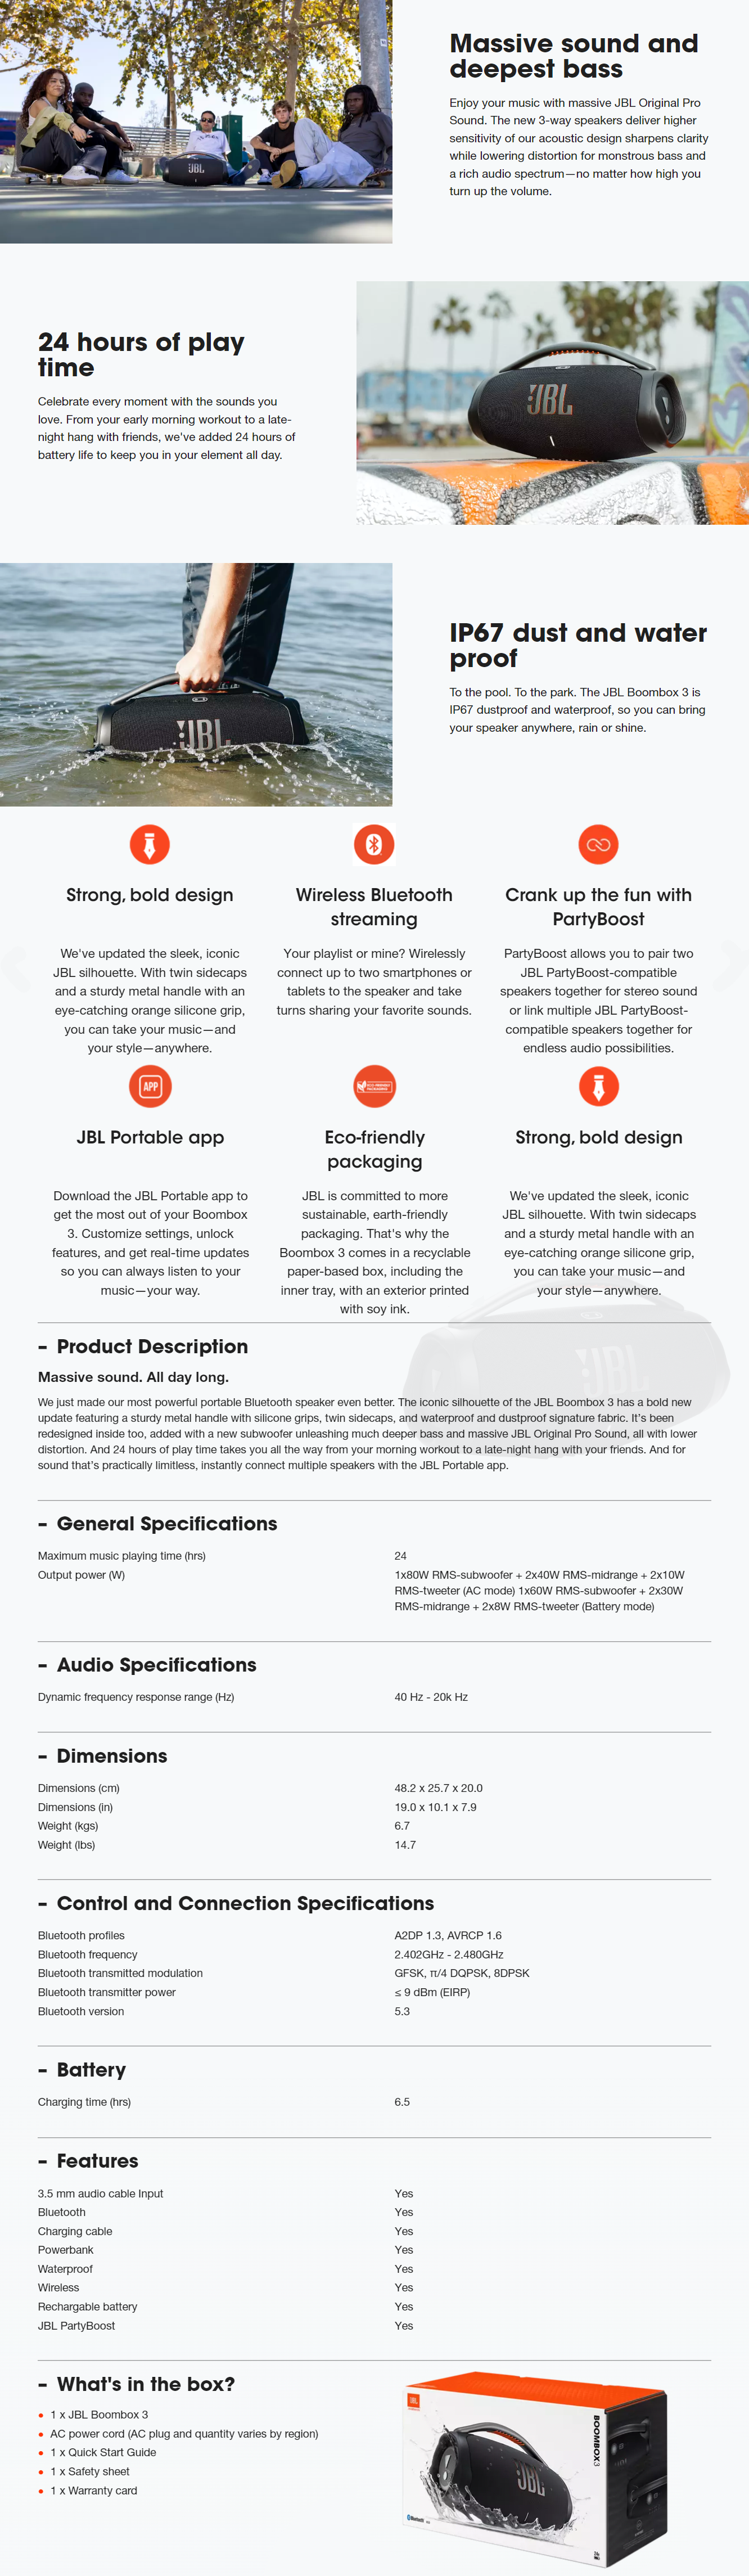 Massive sound and
deepest bass
Enjoy your music with massive JBL Original Pro
Sound. The new 3-way speakers deliver higher
sensitivity of our acoustic design sharpens clarity
while lowering distortion for monstrous bass and
a rich audio spectrum—no matter how high you
turn up the volume.
JBL
24 hours of play
time
Celebrate every moment with the sounds you
love. From your early morning workout to a late-
night hang with friends, we've added 24 hours of
battery life to keep you in your element all day.
JBL
JBL
IP67 dust and water
proof
To the pool. To the park. The JBL Boombox 3 is
IP67 dustproof and waterproof, so you can bring
your speaker anywhere, rain or shine.
Strong, bold design
We've updated the sleek, iconic
JBL silhouette. With twin sidecaps
and a sturdy metal handle with an
eye-catching orange silicone grip,
you can take your music—and
your style—anywhere.
Wireless Bluetooth
streaming
Your playlist or mine? Wirelessly
connect up to two smartphones or
tablets to the speaker and take
turns sharing your favorite sounds.
Crank up the fun with
PartyBoost
PartyBoost allows you to pair two
JBL PartyBoost-compatible
speakers together for stereo sound
or link multiple JBL PartyBoost-
compatible speakers together for
endless audio possibilities.
APP
JBL Portable app
Download the JBL Portable app to
get the most out of your Boombox
3. Customize settings, unlock
features, and get real-time updates
so you can always listen to your
music—your way.
ECO-FRIENDLY
PACKAGING
Eco-friendly
packaging
JBL is committed to more
sustainable, earth-friendly
packaging. That's why the
Boombox 3 comes in a recyclable
paper-based box, including the
inner tray, with an exterior printed
with soy ink.
Strong, bold design
We've updated the sleek, iconic
JBL silhouette. With twin sidecaps
and a sturdy metal handle with an
eye-catching orange silicone grip,
you can take your music—and
your style—anywhere.
JBL
– Product Description
Massive sound. All day long.
We just made our most powerful portable Bluetooth speaker even better. The iconic silhouette of the JBL Boombox 3 has a bold new
update featuring a sturdy metal handle with silicone grips, twin sidecaps, and waterproof and dustproof signature fabric. It's been
redesigned inside too, added with a new subwoofer unleashing much deeper bass and massive JBL Original Pro Sound, all with lower
distortion. And 24 hours of play time takes you all the way from your morning workout to a late-night hang with your friends. And for
sound that's practically limitless, instantly connect multiple speakers with the JBL Portable app.
– General Specifications
Maximum music playing time (hrs) 24
Output power (W) 1x80W RMS-subwoofer + 2x40W RMS-midrange + 2x10W
RMS-tweeter (AC mode) 1x60W RMS-subwoofer + 2x30W
RMS-midrange + 2x8W RMS-tweeter (Battery mode)
– Audio Specifications
Dynamic frequency response range (Hz) 40 Hz - 20k Hz
– Dimensions
Dimensions (cm) 48.2 x 25.7 x 20.0
Dimensions (in) 19.0 x 10.1 x 7.9
Weight (kgs) 6.7
Weight (lbs) 14.7
– Control and Connection Specifications
Bluetooth profiles A2DP 1.3, AVRCP 1.6
Bluetooth frequency 2.402GHz - 2.480GHz
Bluetooth transmitted modulation GFSK, π/4 DQPSK, 8DPSK
Bluetooth transmitter power ≤ 9 dBm (EIRP)
Bluetooth version 5.3
– Battery
Charging time (hrs) 6.5
– Features
3.5 mm audio cable Input Yes
Bluetooth Yes
Charging cable Yes
Powerbank Yes
Waterproof Yes
Wireless Yes
Rechargable battery Yes
JBL PartyBoost Yes
– What's in the box?
1 x JBL Boombox 3
AC power cord (AC plug and quantity varies by region)
1 x Quick Start Guide
1 x Safety sheet
1 x Warranty card
JBL
BOOMBOX3
JBL
Bluetooth